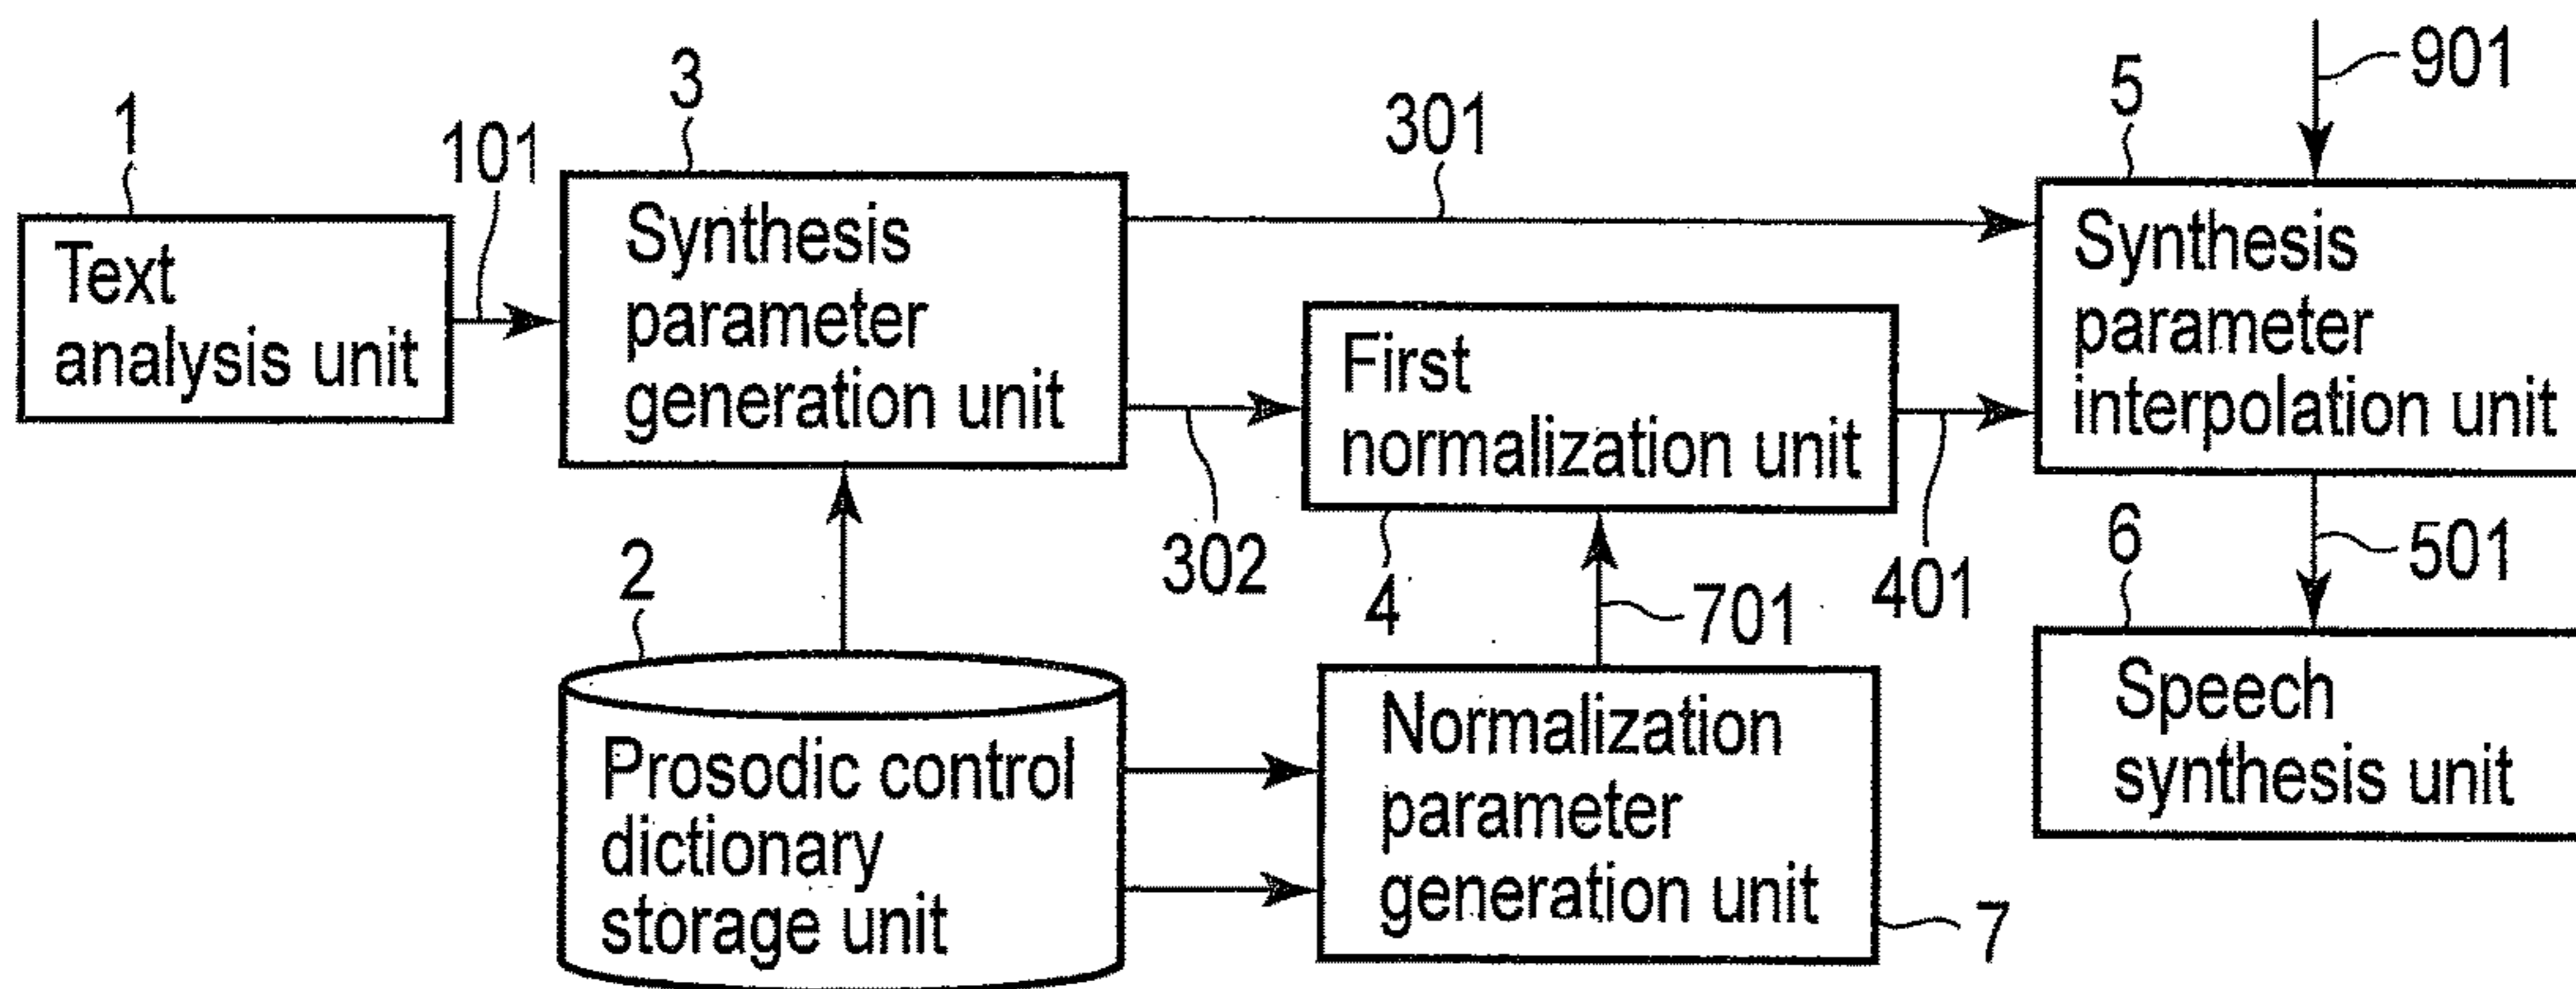 1
Text
analysis unit
101
3
Synthesis
parameter
generation unit
301
302
2
Prosodic control
dictionary
storage unit
First
normalization unit
4
401
701
Normalization
parameter
generation unit
7
901
5
Synthesis
parameter
interpolation unit
501
6
Speech
synthesis unit